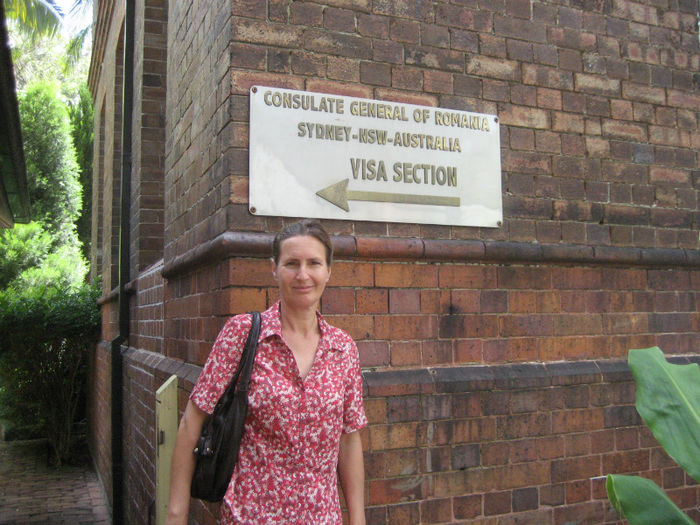 CONSULATE GENERAL OF ROMANIA
SYDNEY-NSW-AUSTRALIA
VISA SECTION